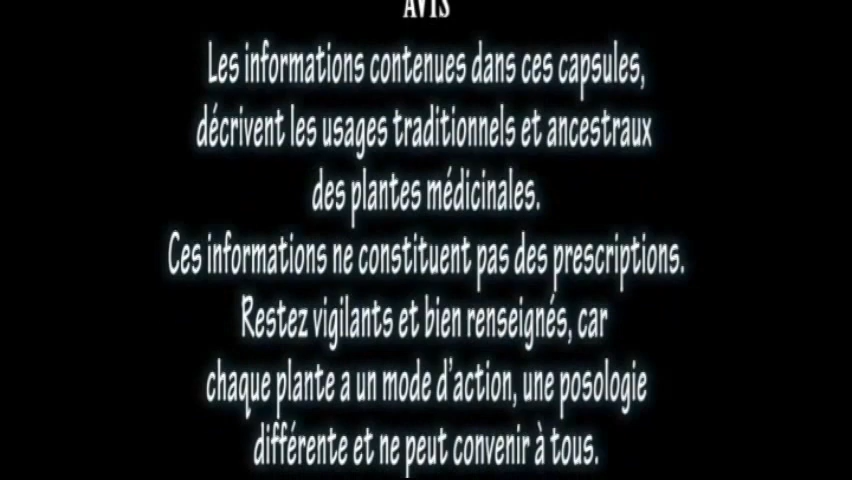 AVIS
Les informations contenues dans ces capsules,
décrivent les usages traditionnels et ancestraux
des plantes médicinales.
Ces informations ne constituent pas des prescriptions.
Restez vigilants et bien renseignés, car
chaque plante a un mode d'action, une posologie
différente et ne peut convenir à tous.